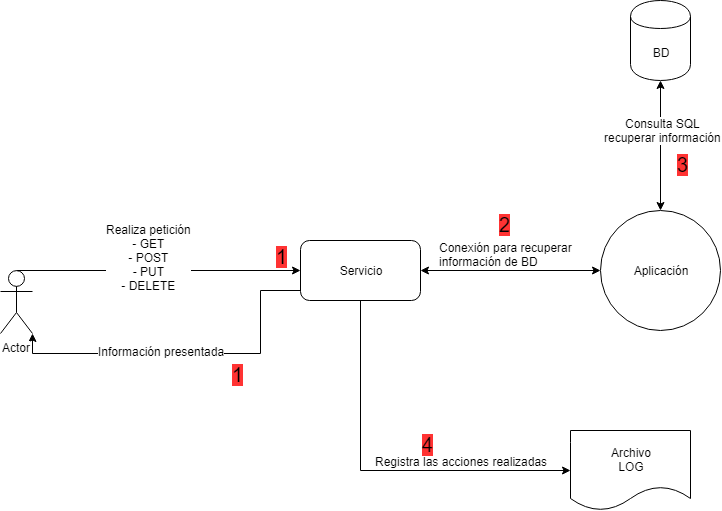 BD
Consulta SQL
recuperar información
3
Realiza petición
- GET
- POST
- PUT
- DELETE
1
Servicio
2
Conexión para recuperar
información de BD
Aplicación
Actor
Información presentada
1
4
Registra las acciones realizadas
Archivo
LOG